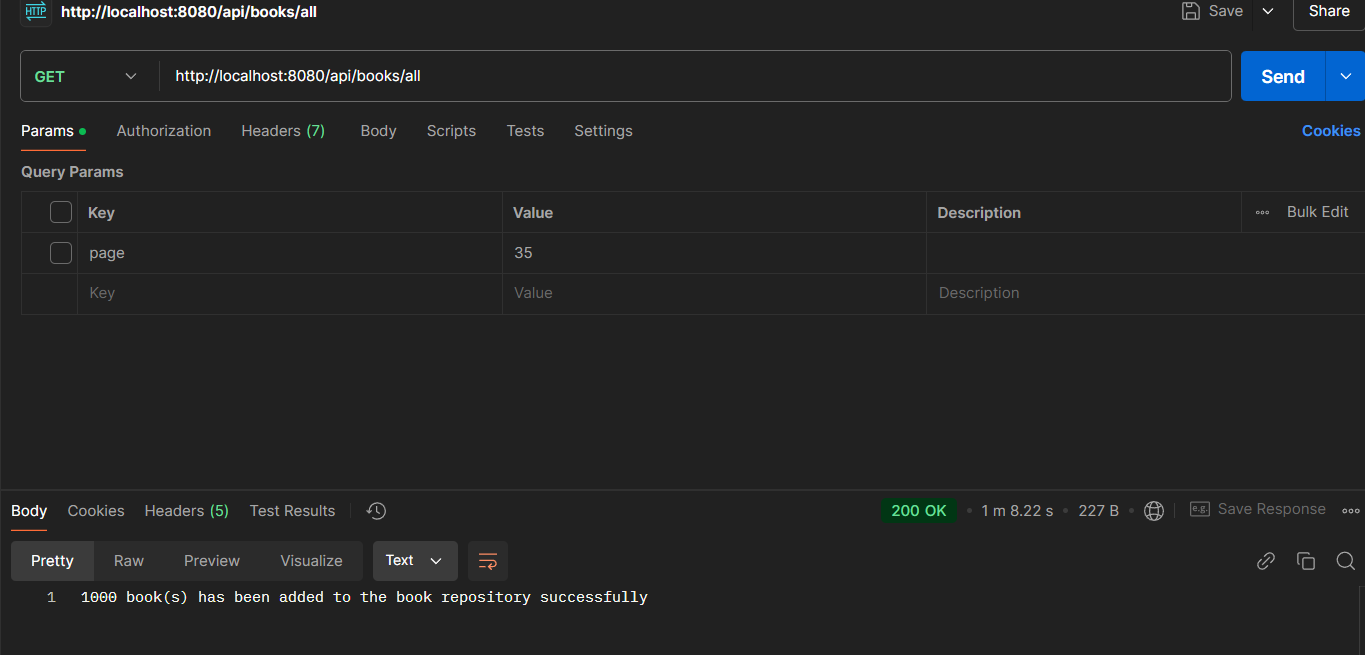 HTTP http://localhost:8080/api/books/all Save Share
GET http://localhost:8080/api/books/all Send
Params Authorization Headers (7) Body Scripts Tests Settings Cookies
Query Params
Key Value Description Bulk Edit
page 35
Key Value Description
Body Cookies Headers (5) Test Results 200 OK 1 m 8.22 s 227 B e.g. Save Response
Pretty Raw Preview Visualize Text
1 1000 book(s) has been added to the book repository successfully